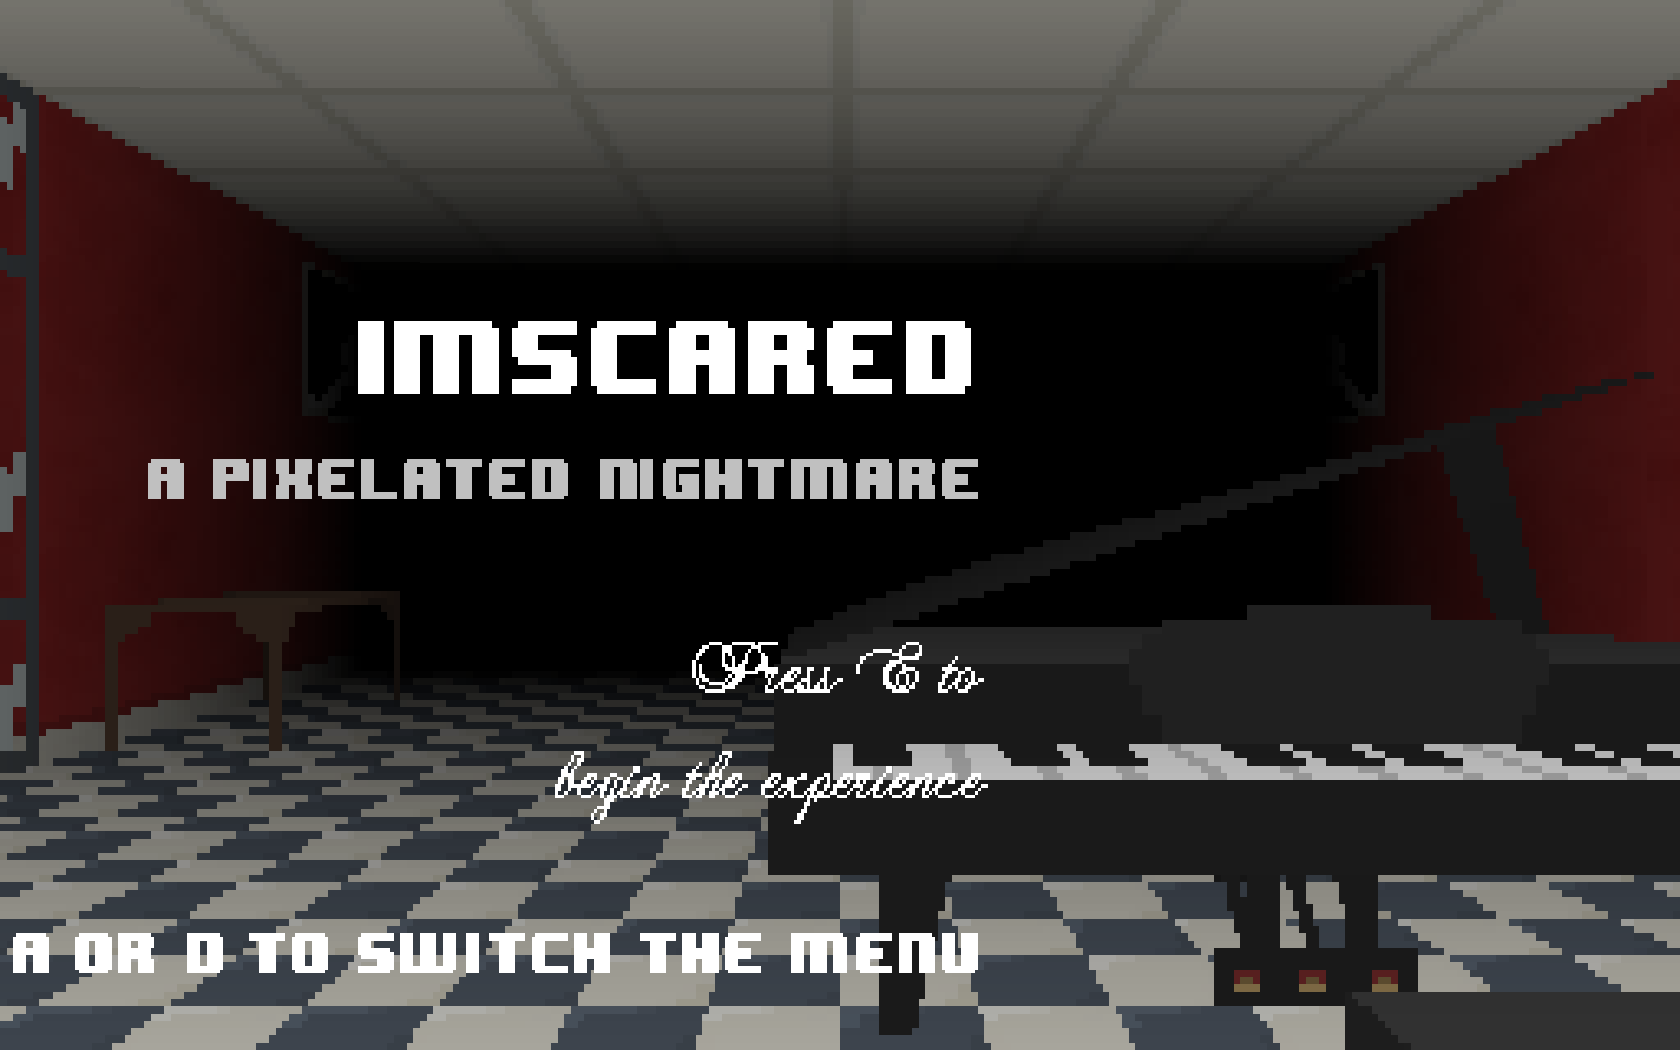 IMSCARED
A PIXELATED NIGHTMARE
Press E to
begin the experience
A OR D TO SWITCH THE MENU